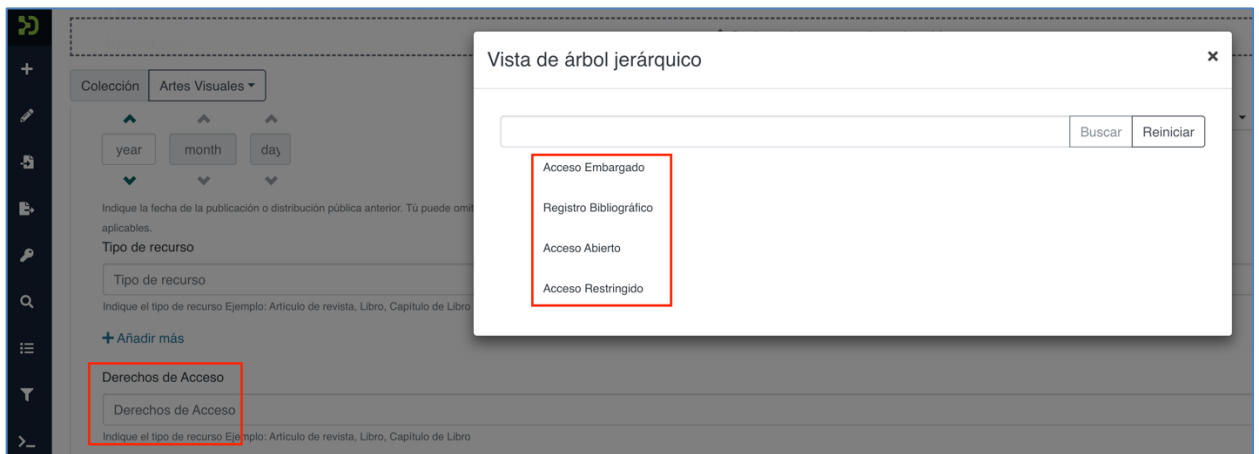 Vista de árbol jerárquico
×
Colección
Artes Visuales
Buscar
Reiniciar
year
month
day
Acceso Embargado
Registro Bibliográfico
Acceso Abierto
Acceso Restringido
Indique la fecha de la publicación o distribución pública anterior. Tú puede
aplicables.
Tipo de recurso
Tipo de recurso
Indique el tipo de recurso Ejemplo: Artículo de revista, Libro, Capítulo de Libro
+ Añadir más
Derechos de Acceso
Derechos de Acceso
Indique el tipo de recurso Ejemplo: Artículo de revista, Libro, Capítulo de Libro